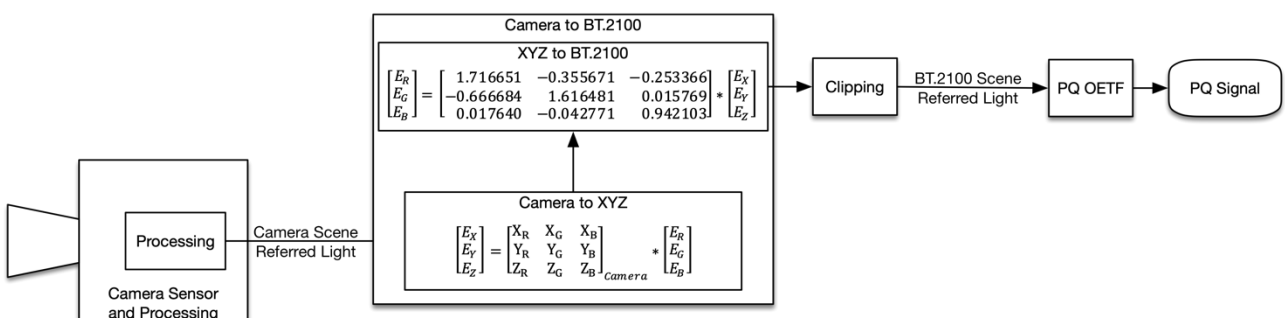 Camera to BT.2100
XYZ to BT.2100
[E_R E_G E_B] = [1.716651 −0.355671 −0.253366
−0.666684 1.616481 0.015769
0.017640 −0.042771 0.942103] * [E_X E_Y E_Z]
Clipping
BT.2100 Scene
Referred Light
PQ OETF
PQ Signal
Camera to XYZ
[E_X E_Y E_Z] = [X_R X_G X_B
Y_R Y_G Y_B
Z_R Z_G Z_B]_Camera * [E_R E_G E_B]
Processing
Camera Scene
Referred Light
Camera Sensor
and Processing